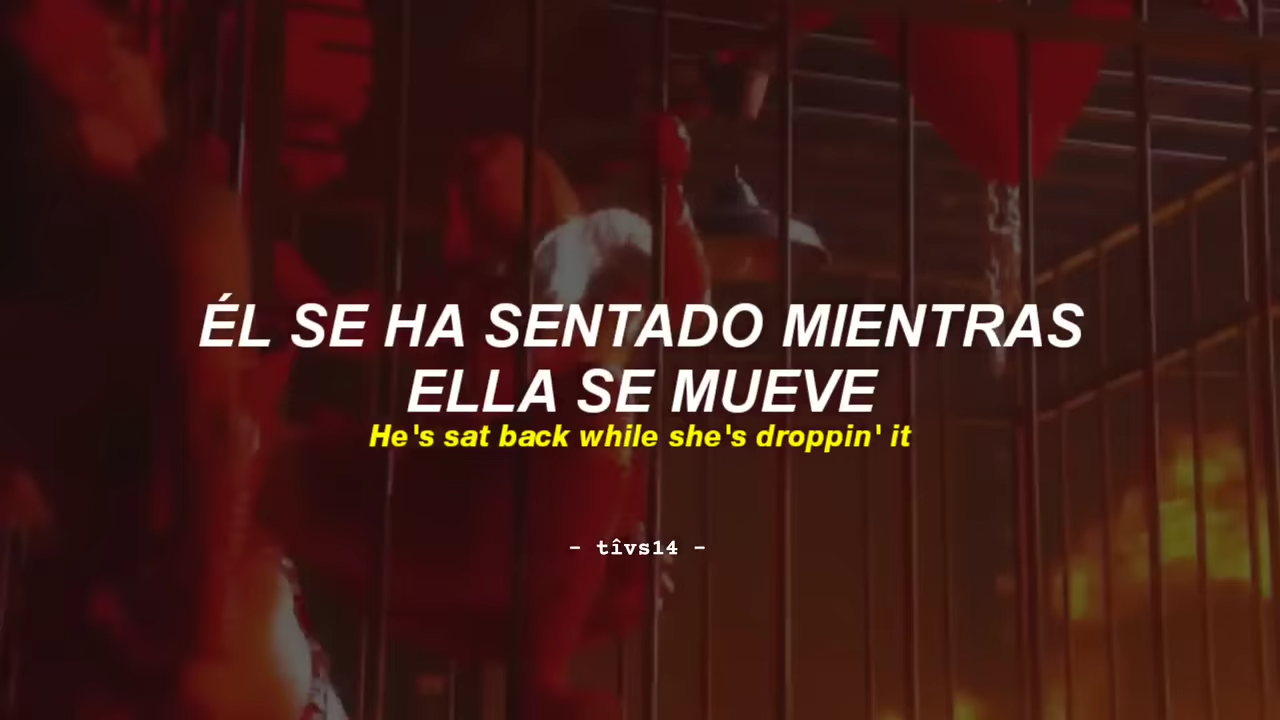 ÉL SE HA SENTADO MIENTRAS
ELLA SE MUEVE
He's sat back while she's droppin' it
- tîvs14 -